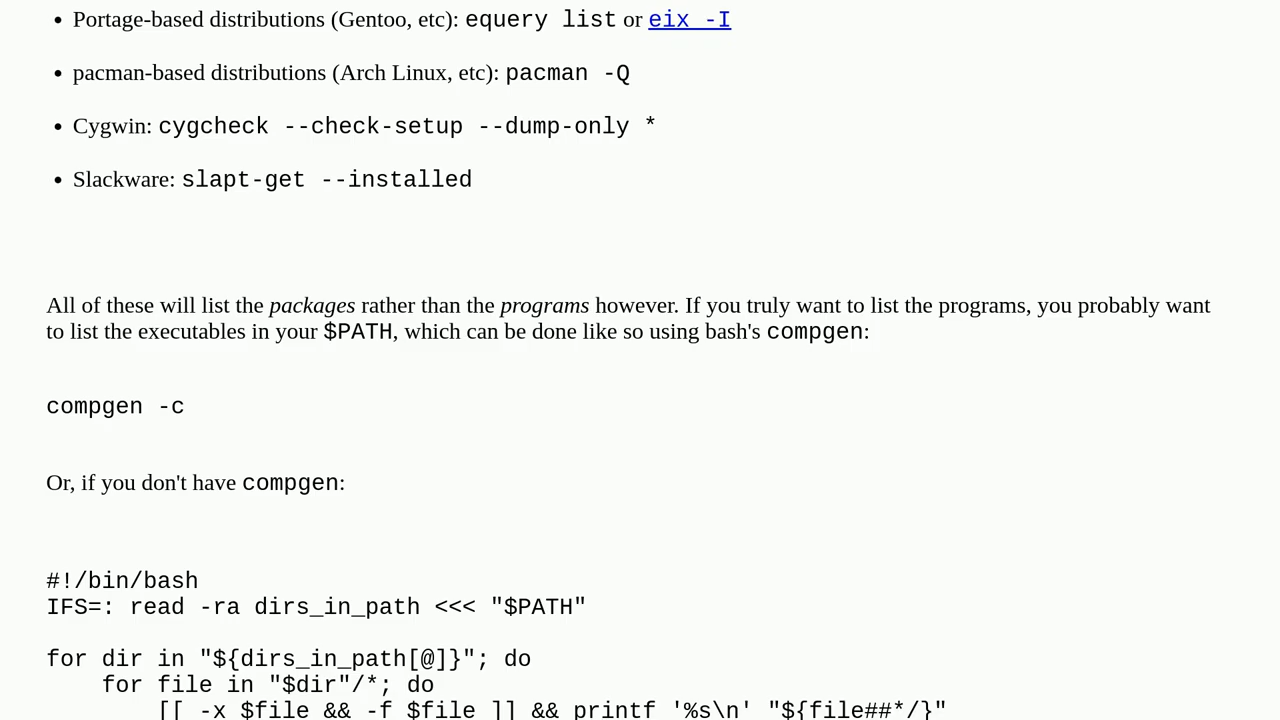 • Portage-based distributions (Gentoo, etc): equery list or eix -I
• pacman-based distributions (Arch Linux, etc): pacman -Q
• Cygwin: cygcheck --check-setup --dump-only *
• Slackware: slapt-get --installed
All of these will list the packages rather than the programs however. If you truly want to list the programs, you probably want
to list the executables in your $PATH, which can be done like so using bash's compgen:
compgen -c
Or, if you don't have compgen:
#!/bin/bash
IFS=: read -ra dirs_in_path <<< "$PATH"
for dir in "${dirs_in_path[@]}"; do
    for file in "$dir"/*; do
        [[ -x $file && -f $file ]] && printf '%s\n' "${file##*/}"